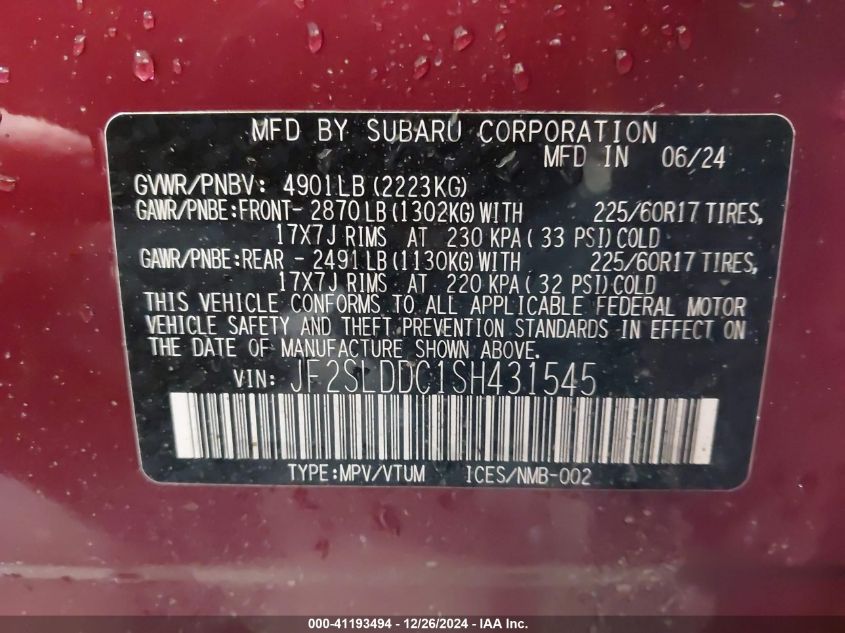 MFD BY SUBARU CORPORATION
MFD IN 06/24
GVWR/PNBV: 4901LB (2223KG)
GAWR/PNBE:FRONT- 2870LB (1302KG) WITH 225/60R17 TIRES,
17X7J RIMS AT 230 KPA( 33 PSI) COLD
GAWR/PNBE:REAR - 2491LB (1130KG) WITH 225/60R17 TIRES,
17X7J RIMS AT 220 KPA( 32 PSI) COLD
THIS VEHICLE CONFORMS TO ALL APPLICABLE FEDERAL MOTOR
VEHICLE SAFETY AND THEFT PREVENTION STANDARDS IN EFFECT ON
THE DATE OF MANUFACTURE SHOWN ABOVE.
VIN: JF2SLDDC1SH431545
TYPE:MPV/VTUM ICES/NMB-002
000-41193494 - 12/26/2024 - IAA Inc.